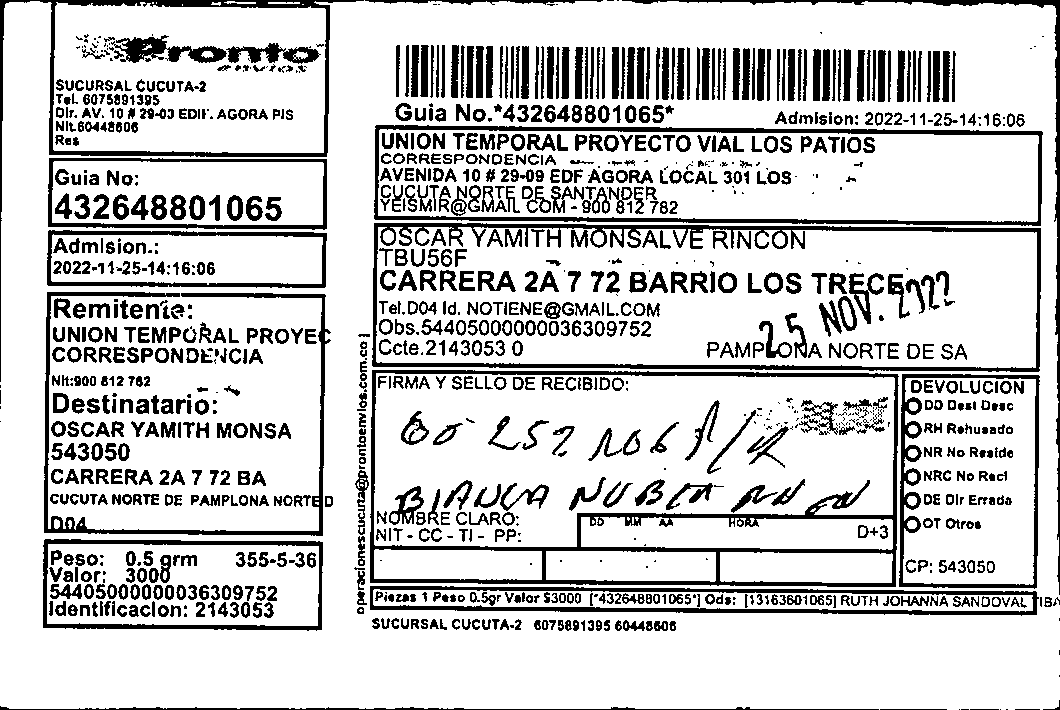 Pronto
envios
SUCURSAL CUCUTA-2
Tel. 6075891395
Dir. AV. 10 # 29-03 EDIF. AGORA PIS
Nit.60448606
Res
Guia No:
432648801065
Admision.:
2022-11-25-14:16:06
Remitente:
UNION TEMPORAL PROYEC
CORRESPONDENCIA
Nit:900 812 782
Destinatario:
OSCAR YAMITH MONSA
543050
CARRERA 2A 7 72 BA
CUCUTA NORTE DE PAMPLONA NORTE D
D04
Peso: 0.5 grm 355-5-36
Valor: 3000
54405000000036309752
Identificacion: 2143053
operacionescucuta@prontoenvios.com.co
Guia No.*432648801065*
Admision: 2022-11-25-14:16:06
UNION TEMPORAL PROYECTO VIAL LOS PATIOS
CORRESPONDENCIA
AVENIDA 10 # 29-09 EDF AGORA LOCAL 301 LOS
CUCUTA NORTE DE SANTANDER
YEISMIR@GMAIL COM - 900 812 782
OSCAR YAMITH MONSALVE RINCON
TBU56F
CARRERA 2A 7 72 BARRIO LOS TRECE
Tel.D04 Id. NOTIENE@GMAIL.COM
Obs.54405000000036309752
Ccte.2143053 0
25 NOV. 2022
PAMPLONA NORTE DE SA
FIRMA Y SELLO DE RECIBIDO:
60 252 106
BIANCA NUBIA
NOMBRE CLARO:
NIT - CC - TI - PP:
DD MM AA HORA
D+3
DEVOLUCION
DD Dest Desc
RH Rehusado
NR No Reside
NRC No Recl
DE Dir Errada
OT Otros
CP: 543050
Piezas 1 Peso 0.5gr Valor $3000 [*432648801065*] Ods: [13163601065] RUTH JOHANNA SANDOVAL TIBA
SUCURSAL CUCUTA-2 6075891395 60448606